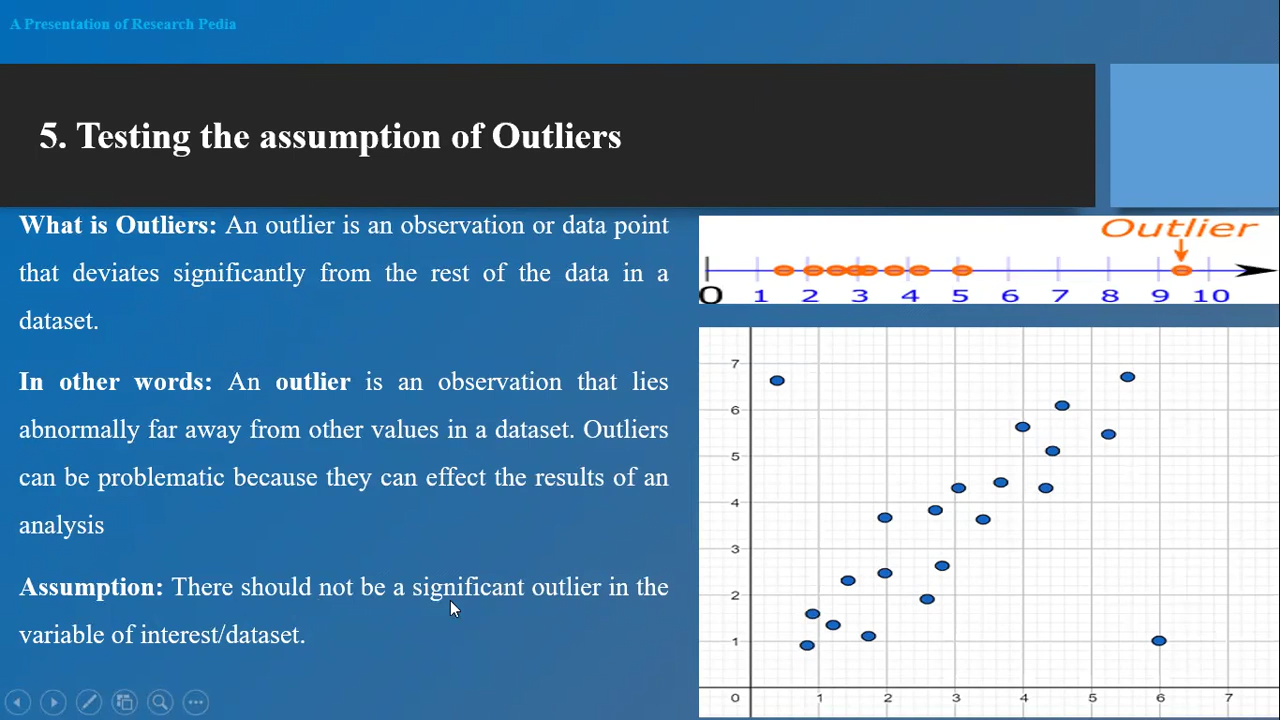 A Presentation of Research Pedia
5. Testing the assumption of Outliers
What is Outliers: An outlier is an observation or data point
that deviates significantly from the rest of the data in a
dataset.
In other words: An outlier is an observation that lies
abnormally far away from other values in a dataset. Outliers
can be problematic because they can effect the results of an
analysis
Assumption: There should not be a significant outlier in the
variable of interest/dataset.
Outlier
0 1 2 3 4 5 6 7 8 9 10
7
6
5
4
3
2
1
0 1 2 3 4 5 6 7